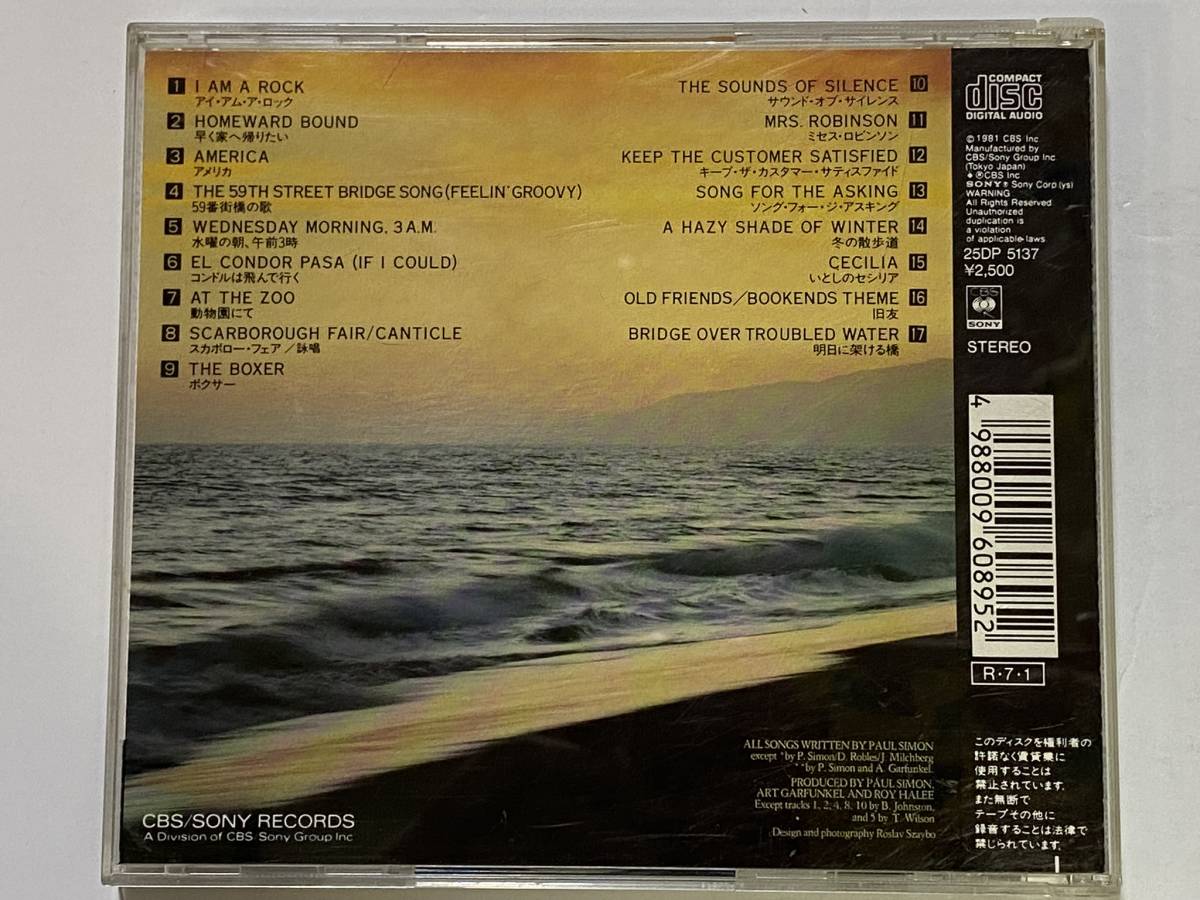 1 I AM A ROCK
アイ・アム・ア・ロック
2 HOMEWARD BOUND
早く家へ帰りたい
3 AMERICA
アメリカ
4 THE 59TH STREET BRIDGE SONG (FEELIN' GROOVY)
59番街橋の歌
5 WEDNESDAY MORNING, 3 A.M.
水曜の朝、午前3時
6 EL CONDOR PASA (IF I COULD)
コンドルは飛んで行く
7 AT THE ZOO
動物園にて
8 SCARBOROUGH FAIR/CANTICLE
スカボロー・フェア/詠唱
9 THE BOXER
ボクサー
THE SOUNDS OF SILENCE 10
サウンド・オブ・サイレンス
MRS. ROBINSON 11
ミセス・ロビンソン
KEEP THE CUSTOMER SATISFIED 12
キープ・ザ・カスタマー・サティスファイド
SONG FOR THE ASKING 13
ソング・フォー・ジ・アスキング
A HAZY SHADE OF WINTER 14
冬の散歩道
CECILIA 15
いとしのセシリア
OLD FRIENDS/BOOKENDS THEME 16
旧友
BRIDGE OVER TROUBLED WATER 17
明日に架ける橋
ALL SONGS WRITTEN BY PAUL SIMON
except *by P. Simon/D. Robles/J. Milchberg
**by P. Simon and A. Garfunkel.
PRODUCED BY PAUL SIMON,
ART GARFUNKEL AND ROY HALEE
Except tracks 1, 2, 4, 8, 10 by B. Johnston,
and 5 by T. Wilson
Design and photography Roslav Szaybo
CBS/SONY RECORDS
A Division of CBS Sony Group Inc
COMPACT
disc
DIGITAL AUDIO
© 1981 CBS Inc
Manufactured by
CBS/Sony Group Inc
(Tokyo Japan)
◆ ®CBS Inc
SONY® Sony Corp (ys)
WARNING
All Rights Reserved
Unauthorized
duplication is
a violation
of applicable laws
25DP 5137
¥2,500
CBS
SONY
STEREO
4 988009 608952
R・7・1
このディスクを権利者の
許諾なく賃貸業に
使用することは
禁止されています。
また無断で
テープその他に
録音することは法律で
禁じられています。